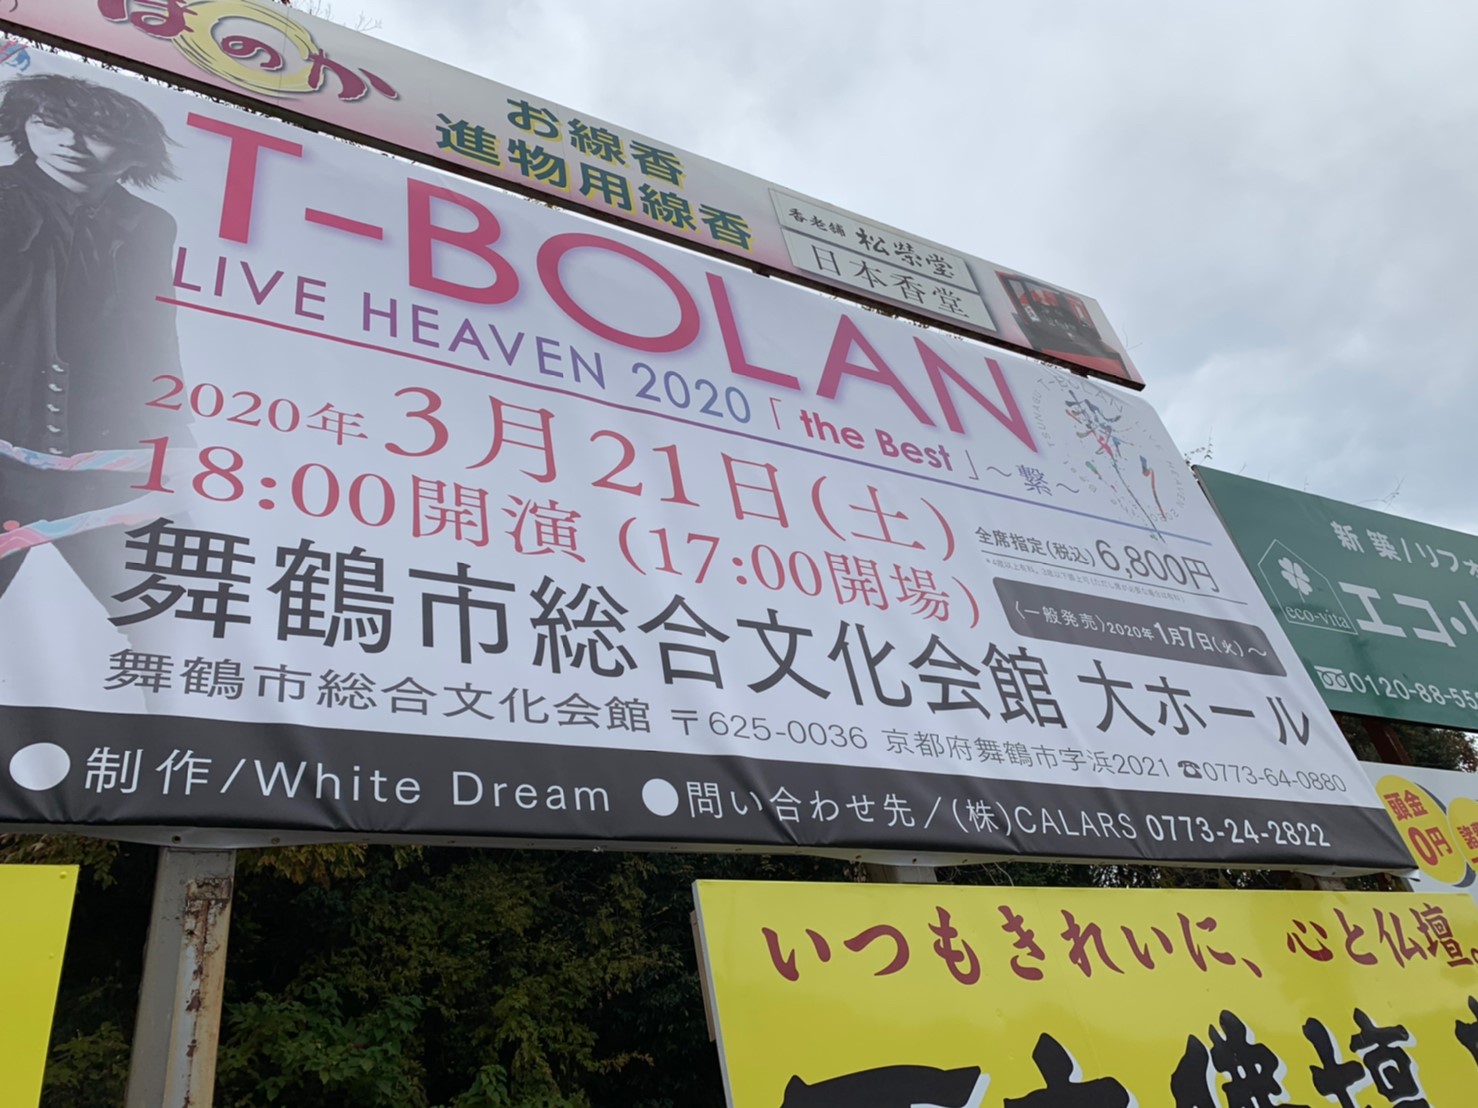 ほのか
お線香
進物用線香
香老舗 松栄堂
日本香堂
T-BOLAN
LIVE HEAVEN 2020「the Best」～繋～
2020年3月21日(土)
18:00開演(17:00開場)
全席指定(税込)6,800円
〈一般発売〉2020年1月7日(火)～
舞鶴市総合文化会館 大ホール
舞鶴市総合文化会館 〒625-0036 京都府舞鶴市字浜2021 ☎0773-64-0880
●制作/White Dream ●問い合わせ先/(株)CALARS 0773-24-2822
新築/リフォ
eco-vita
エコ・
0120-88-55
頭金
0円
いつもきれいに、心と仏壇。
仏壇